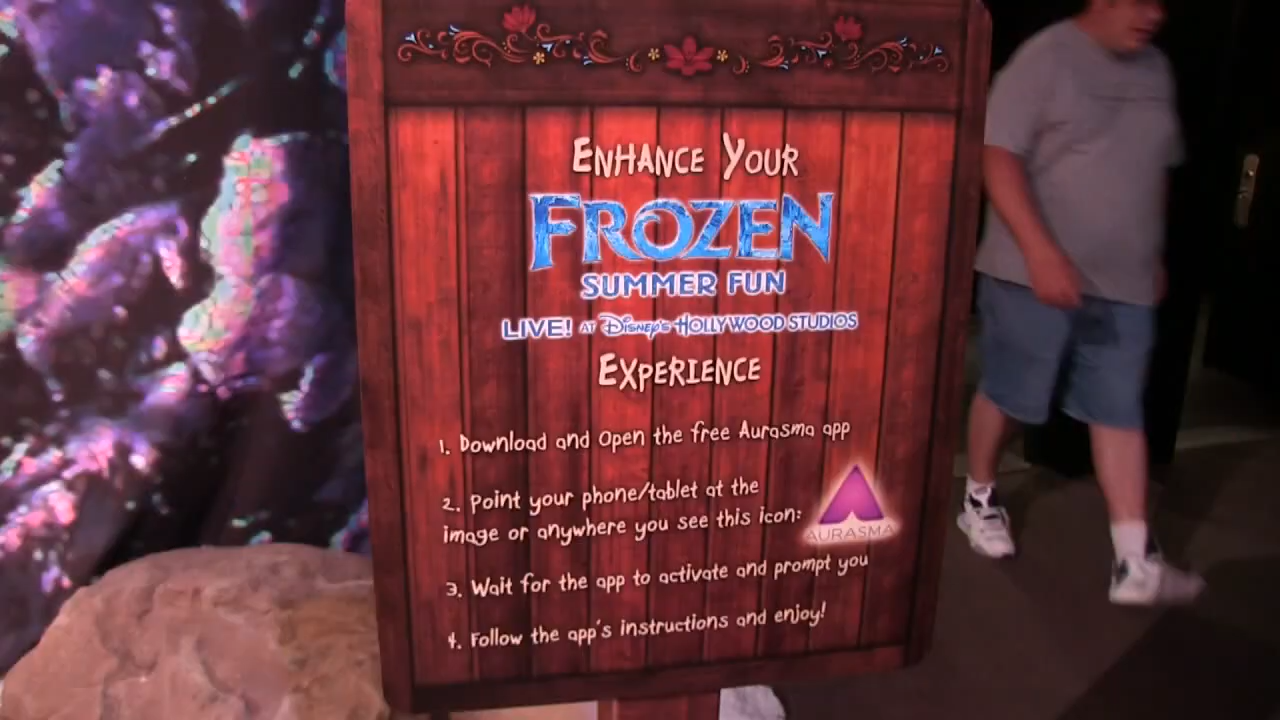 Enhance Your
FROZEN
SUMMER FUN
LIVE! AT Disney's HOLLYWOOD STUDIOS
Experience
1. Download and Open the free Aurasma app
2. Point your phone/tablet at the
image or anywhere you see this icon:
AURASMA
3. Wait for the app to activate and prompt you
4. Follow the app's instructions and enjoy!